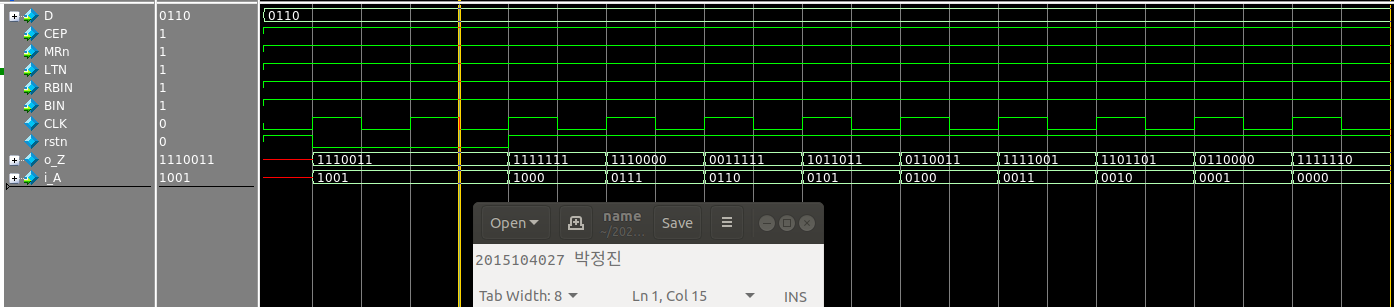 D 0110 0110
CEP 1
MRn 1
LTN 1
RBIN 1
BIN 1
CLK 0
rstn 0
o_Z 1110011 1110011 1111111 1110000 0011111 1011011 0110011 1111001 1101101 0110000 1111110
i_A 1001 1001 1000 0111 0110 0101 0100 0011 0010 0001 0000
Open name Save
~/202...
2015104027 박정진
Tab Width: 8 Ln 1, Col 15 INS